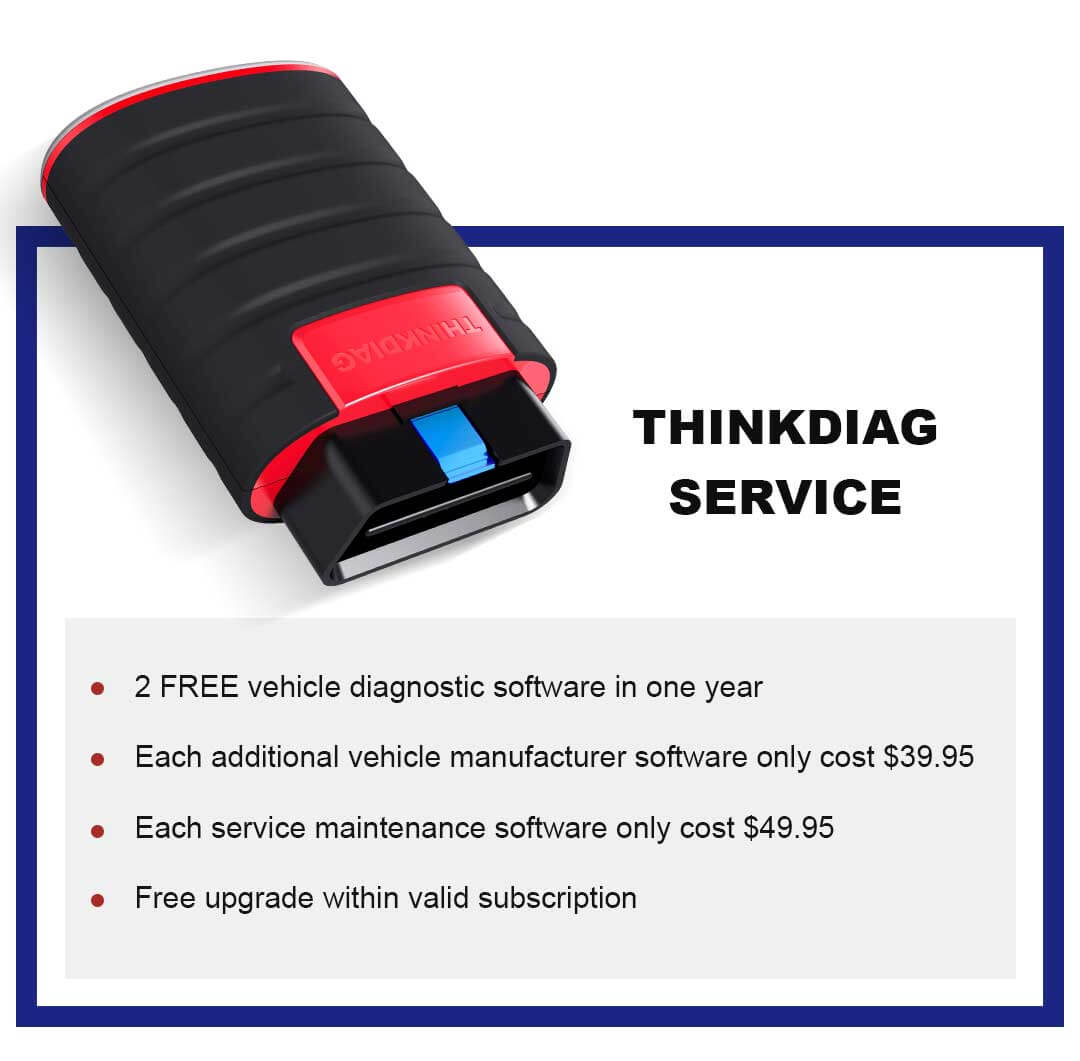 THINKDIAG
THINKDIAG
SERVICE
2 FREE vehicle diagnostic software in one year
Each additional vehicle manufacturer software only cost $39.95
Each service maintenance software only cost $49.95
Free upgrade within valid subscription